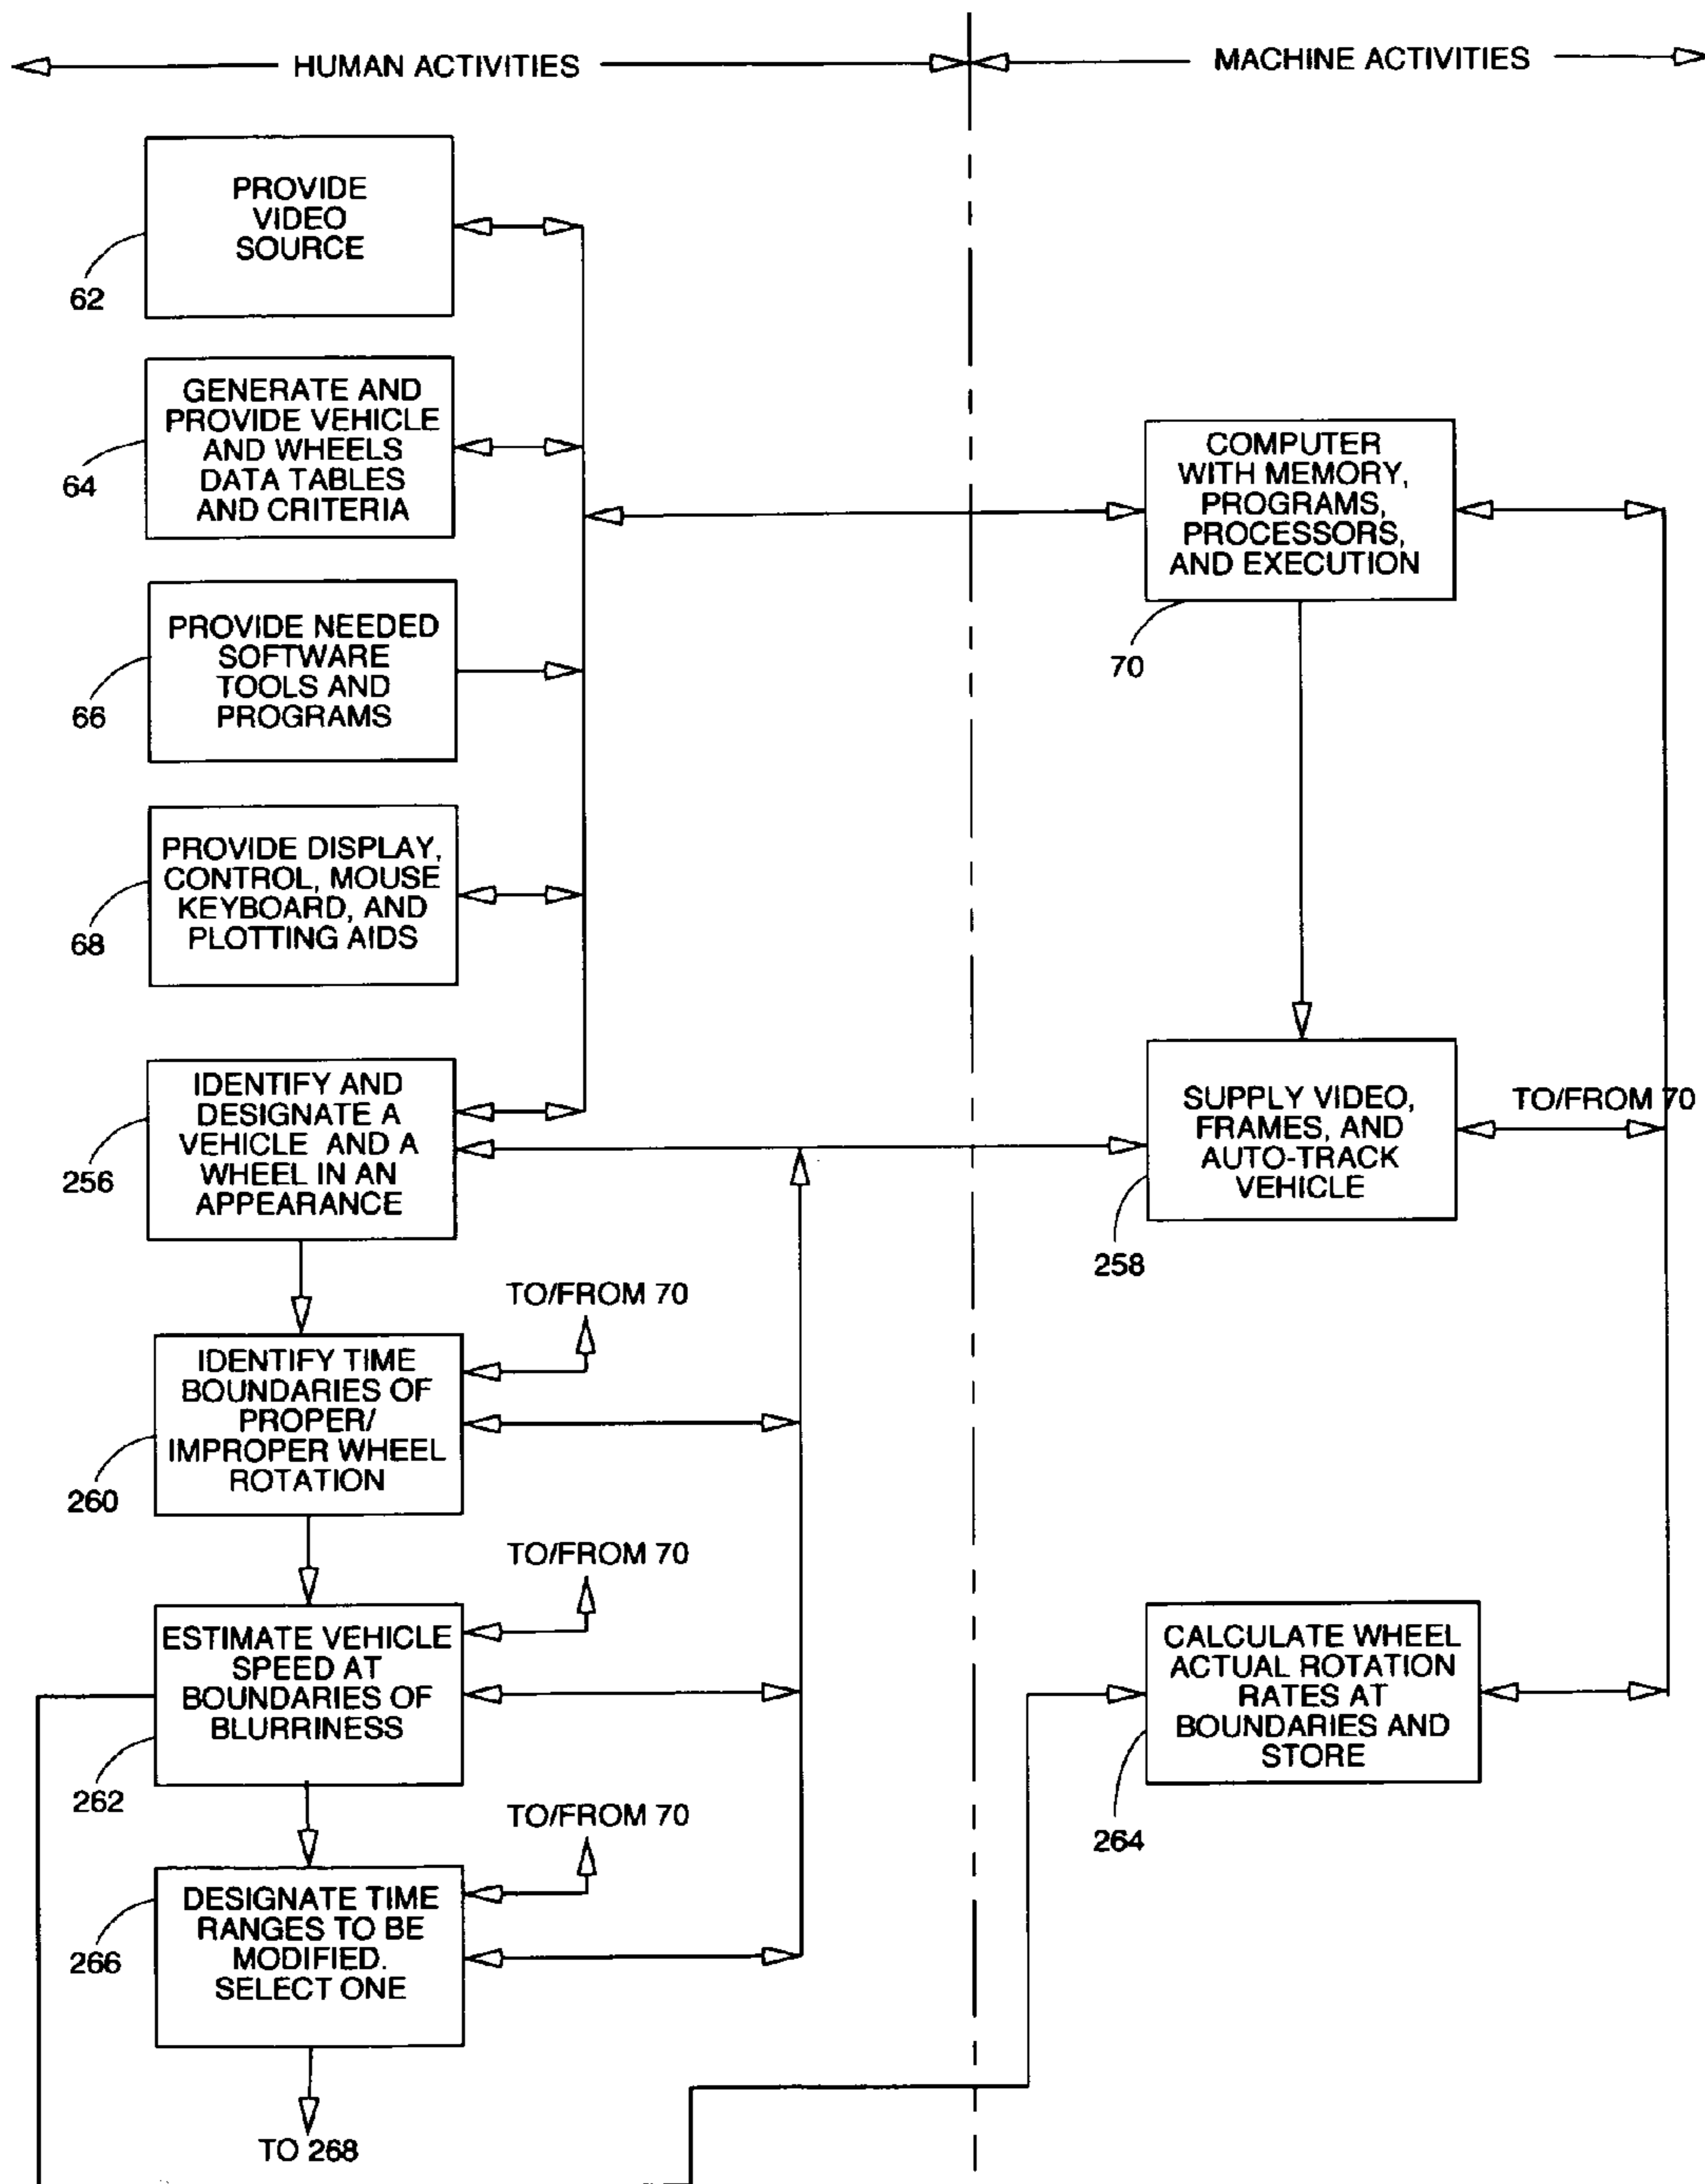 HUMAN ACTIVITIES
MACHINE ACTIVITIES
PROVIDE
VIDEO
SOURCE
62
GENERATE AND
PROVIDE VEHICLE
AND WHEELS
DATA TABLES
AND CRITERIA
64
COMPUTER
WITH MEMORY,
PROGRAMS,
PROCESSORS,
AND EXECUTION
70
PROVIDE NEEDED
SOFTWARE
TOOLS AND
PROGRAMS
66
PROVIDE DISPLAY,
CONTROL, MOUSE
KEYBOARD, AND
PLOTTING AIDS
68
IDENTIFY AND
DESIGNATE A
VEHICLE AND A
WHEEL IN AN
APPEARANCE
256
SUPPLY VIDEO,
FRAMES, AND
AUTO-TRACK
VEHICLE
258
TO/FROM 70
TO/FROM 70
IDENTIFY TIME
BOUNDARIES OF
PROPER/
IMPROPER WHEEL
ROTATION
260
TO/FROM 70
ESTIMATE VEHICLE
SPEED AT
BOUNDARIES OF
BLURRINESS
262
CALCULATE WHEEL
ACTUAL ROTATION
RATES AT
BOUNDARIES AND
STORE
264
TO/FROM 70
DESIGNATE TIME
RANGES TO BE
MODIFIED.
SELECT ONE
266
TO 268